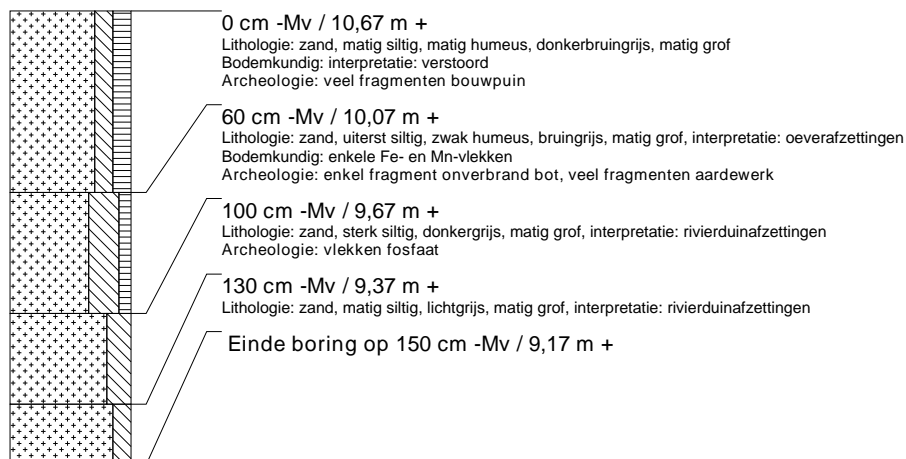 0 cm -Mv / 10,67 m +
Lithologie: zand, matig siltig, matig humeus, donkerbruingrijs, matig grof
Bodemkundig: interpretatie: verstoord
Archeologie: veel fragmenten bouwpuin
60 cm -Mv / 10,07 m +
Lithologie: zand, uiterst siltig, zwak humeus, bruingrijs, matig grof, interpretatie: oeverafzettingen
Bodemkundig: enkele Fe- en Mn-vlekken
Archeologie: enkel fragment onverbrand bot, veel fragmenten aardewerk
100 cm -Mv / 9,67 m +
Lithologie: zand, sterk siltig, donkergrijs, matig grof, interpretatie: rivierduinafzettingen
Archeologie: vlekken fosfaat
130 cm -Mv / 9,37 m +
Lithologie: zand, matig siltig, lichtgrijs, matig grof, interpretatie: rivierduinafzettingen
Einde boring op 150 cm -Mv / 9,17 m +